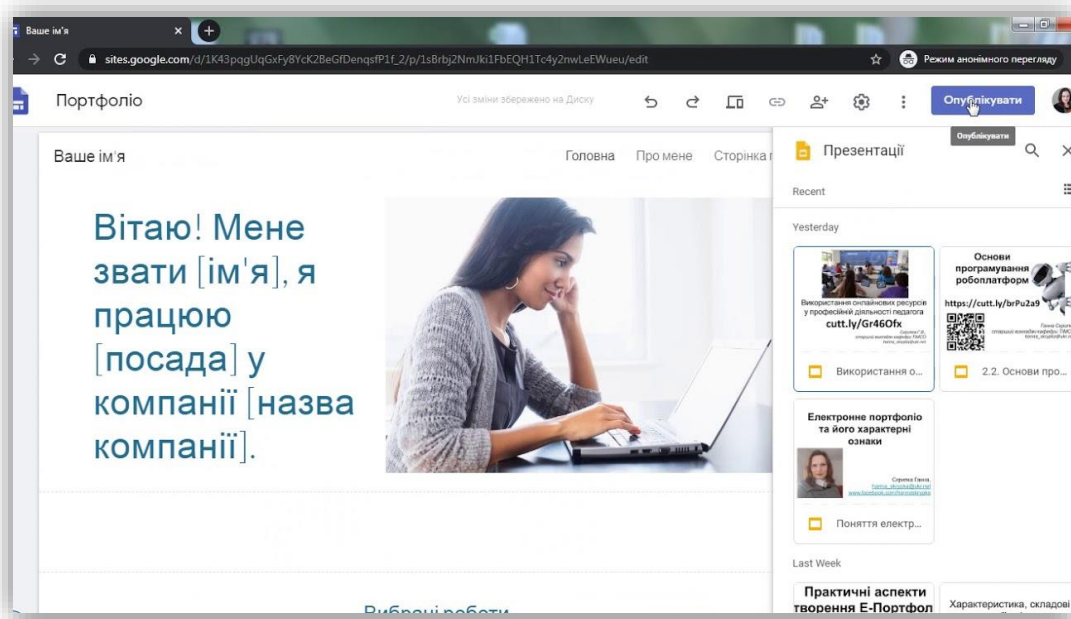 Ваше ім'я
sites.google.com/d/1K43pqgUqGxFy8YcK2BeGfDenqsfP1f_2/p/1sBrbj2NmJki1FbEQH1Tc4y2nwLeEWueu/edit
Режим анонімного перегляду
Портфоліо
Усі зміни збережено на Диску
Опублікувати
Опублікувати
Ваше ім'я
Головна Про мене Сторінка
Вітаю! Мене
звати [ім'я], я
працюю
[посада] у
компанії [назва
компанії].
Вибрані роботи
Презентації
Recent
Yesterday
Використання онлайнових ресурсів
у професійній діяльності педагога
cutt.ly/Gr46Ofx
Використання о...
Основи
програмування
робоплатформ
https://cutt.ly/brPu2a9
2.2. Основи про...
Електронне портфоліо
та його характерні
ознаки
Поняття електр...
Last Week
Практичні аспекти
творення Е-Портфол
Характеристика, складові